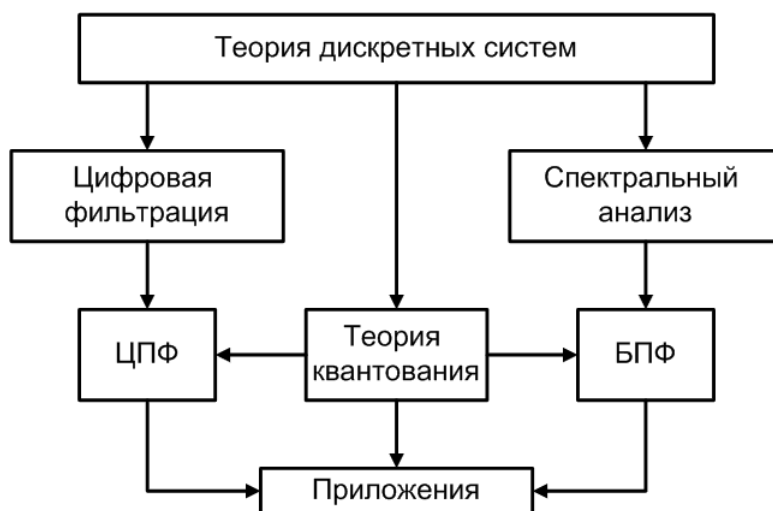 Теория дискретных систем
Цифровая
фильтрация
Спектральный
анализ
ЦПФ
Теория
квантования
БПФ
Приложения